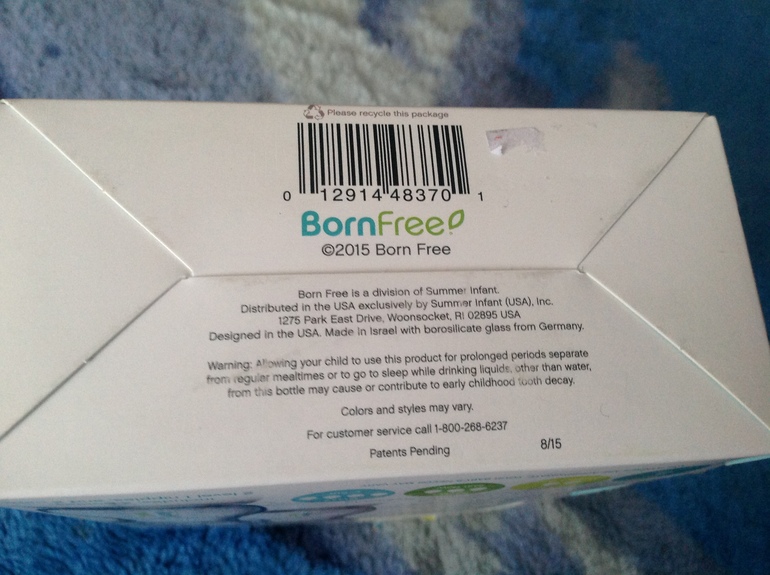 Please recycle this package
0 12914 48370 1
BornFree
©2015 Born Free
Born Free is a division of Summer Infant.
Distributed in the USA exclusively by Summer Infant (USA), Inc.
1275 Park East Drive, Woonsocket, RI 02895 USA
Designed in the USA. Made in Israel with borosilicate glass from Germany.
Warning: Allowing your child to use this product for prolonged periods separate
from regular mealtimes or to go to sleep while drinking liquids, other than water,
from this bottle may cause or contribute to early childhood tooth decay.
Colors and styles may vary.
For customer service call 1-800-268-6237
Patents Pending
8/15